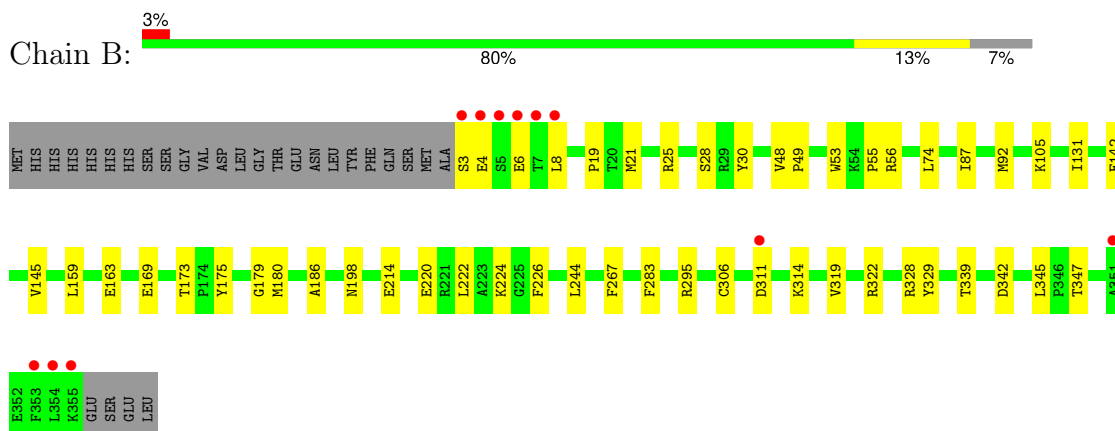 3%
Chain B:
80% 13% 7%
MET HIS HIS HIS HIS HIS HIS SER SER GLY VAL ASP LEU GLY THR GLU ASN LEU TYR PHE GLN SER MET ALA S3 E4 S5 E6 T7 L8 P19 T20 M21 R25 S28 R29 Y30 V48 P49 W53 K54 P55 R56 L74 I87 M92 K105 I131
V145 L159 E163 E169 T173 P174 Y175 G179 M180 A186 N198 E214 E220 R221 L222 A223 K224 G225 F226 L244 F267 F283 R295 C306 D311 K314 V319 R322 R328 Y329 T339 D342 L345 P346 T347 A351
E352 F353 L354 K355 GLU SER GLU LEU